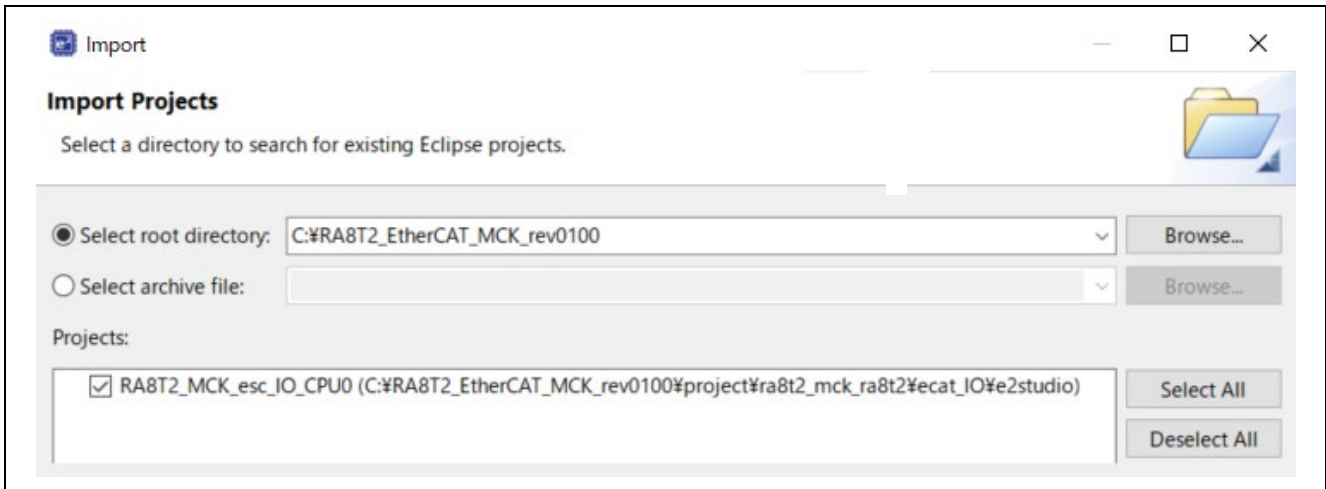 Import
Import Projects
Select a directory to search for existing Eclipse projects.
Select root directory: C:¥RA8T2_EtherCAT_MCK_rev0100 Browse...
Select archive file: Browse...
Projects:
RA8T2_MCK_esc_IO_CPU0 (C:¥RA8T2_EtherCAT_MCK_rev0100¥project¥ra8t2_mck_ra8t2¥ecat_IO¥e2studio) Select All
Deselect All